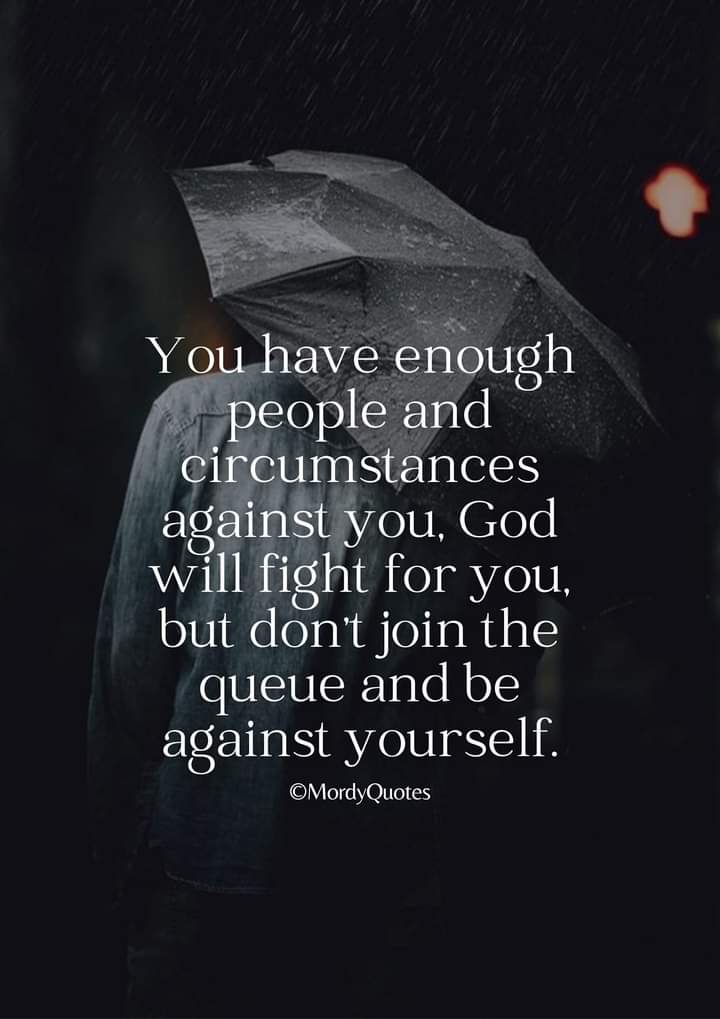 You have enough
people and
circumstances
against you, God
will fight for you,
but don't join the
queue and be
against yourself.
©MordyQuotes